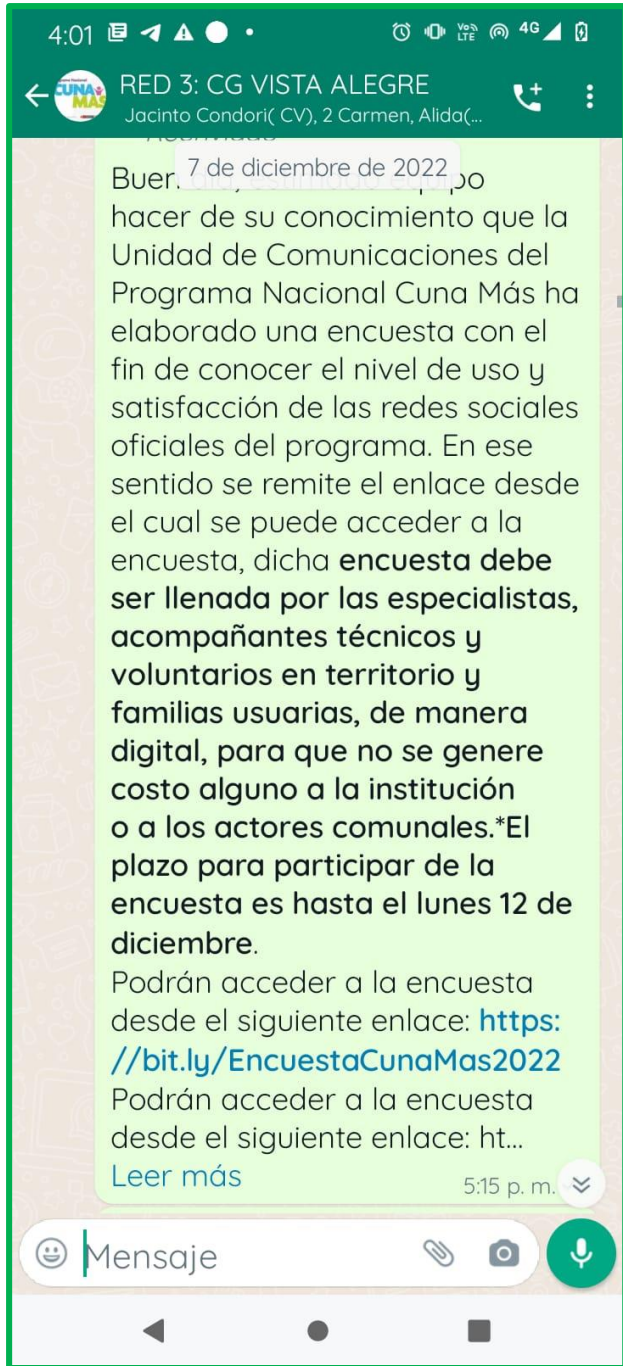 4:01
Vo)) LTE 4G
RED 3: CG VISTA ALEGRE
Jacinto Condori( CV), 2 Carmen, Alida(...
CUNA MAS
7 de diciembre de 2022
hacer de su conocimiento que la
Unidad de Comunicaciones del
Programa Nacional Cuna Más ha
elaborado una encuesta con el
fin de conocer el nivel de uso y
satisfacción de las redes sociales
oficiales del programa. En ese
sentido se remite el enlace desde
el cual se puede acceder a la
encuesta, dicha encuesta debe
ser llenada por las especialistas,
acompañantes técnicos y
voluntarios en territorio y
familias usuarias, de manera
digital, para que no se genere
costo alguno a la institución
o a los actores comunales.*El
plazo para participar de la
encuesta es hasta el lunes 12 de
diciembre.
Podrán acceder a la encuesta
desde el siguiente enlace: https:
//bit.ly/EncuestaCunaMas2022
Podrán acceder a la encuesta
desde el siguiente enlace: ht...
Leer más
5:15 p. m.
Mensaje